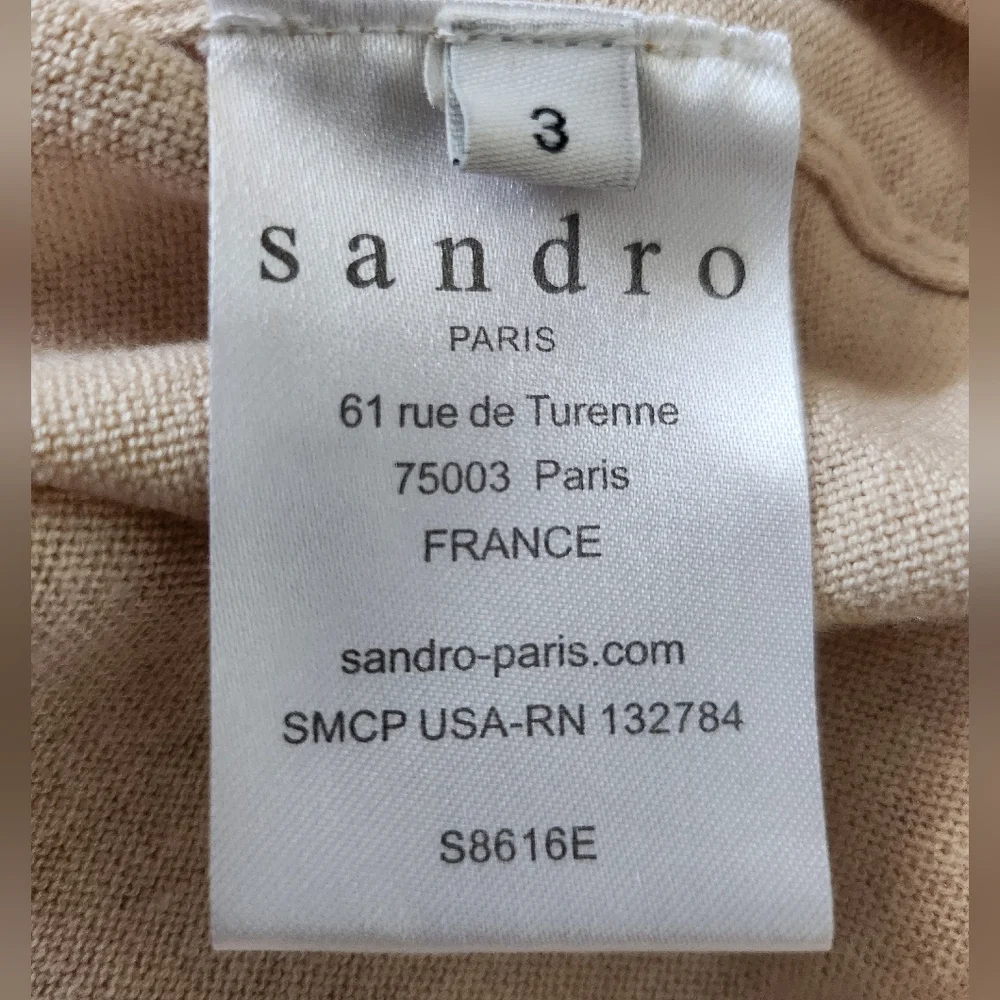 3
sandro
PARIS
61 rue de Turenne
75003 Paris
FRANCE
sandro-paris.com
SMCP USA-RN 132784
S8616E